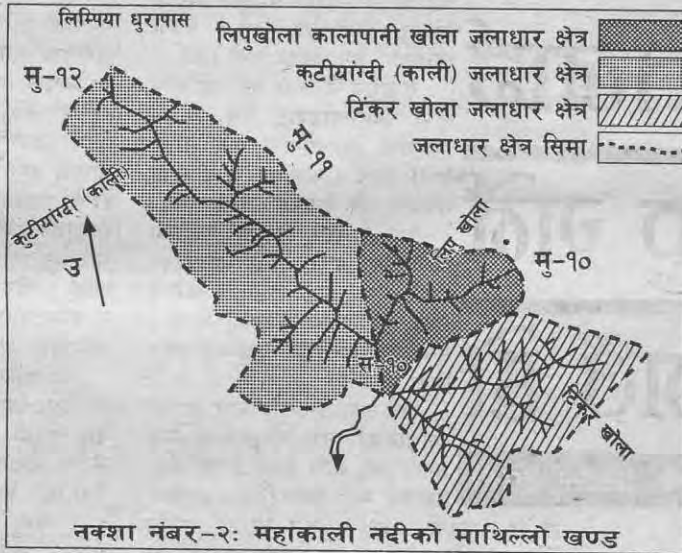 लिम्पिया धुरापास
लिपुखोला कालापानी खोला जलाधार क्षेत्र
कुटीयांग्दी (काली) जलाधार क्षेत्र
टिंकर खोला जलाधार क्षेत्र
जलाधार क्षेत्र सिमा
मु-१२
मु-११
कुटीयांग्दी (काली)
उ
लिपु खोला
मु-१०
स-१०
टिंकर खोला
नक्शा नंबर-२: महाकाली नदीको माथिल्लो खण्ड